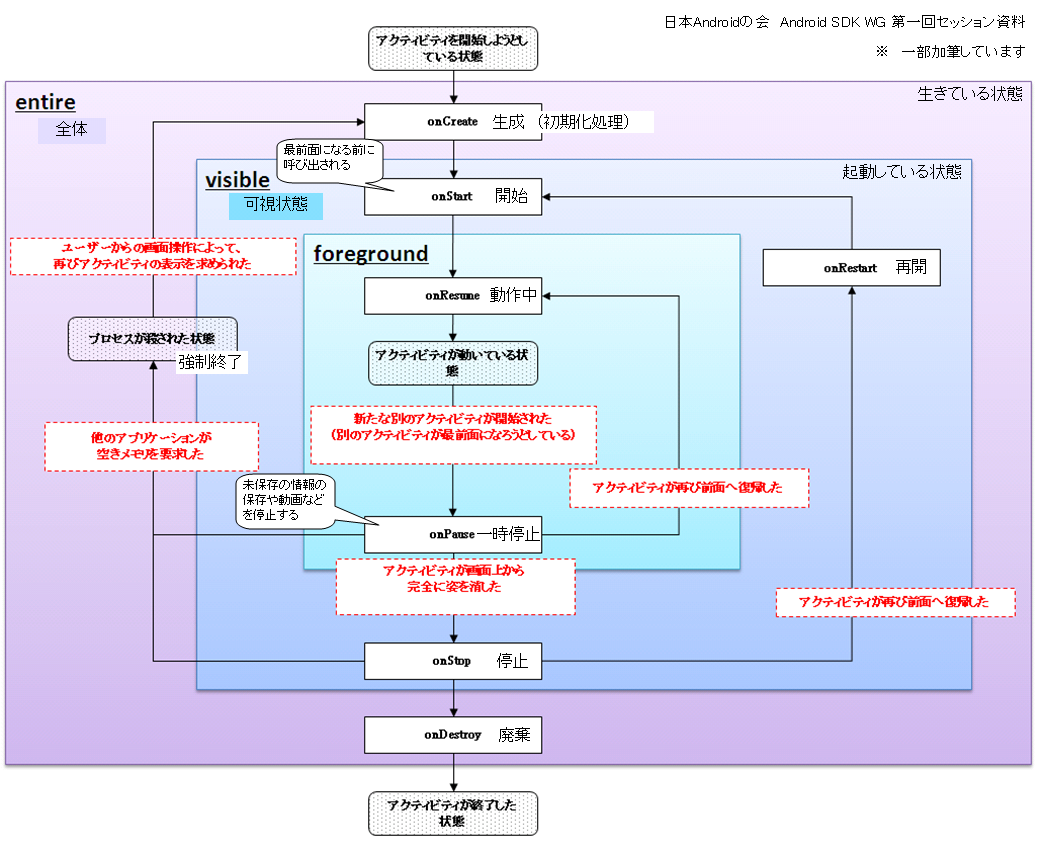 日本Androidの会 Android SDK WG 第一回セッション資料
※ 一部加筆しています
アクティビティを開始しようとし
ている状態
entire
全体
生きている状態
onCreate 生成 (初期化処理)
最前面になる前に
呼び出される
visible
可視状態
起動している状態
onStart 開始
ユーザーからの画面操作によって、
再びアクティビティの表示を求められた
foreground
onRestart 再開
onResume 動作中
プロセスが殺された状態
強制終了
アクティビティが動いている状
態
新たな別のアクティビティが開始された
(別のアクティビティが最前面になろうとしている)
他のアプリケーションが
空きメモリを要求した
アクティビティが再び前面へ復帰した
未保存の情報の
保存や動画など
を停止する
onPause 一時停止
アクティビティが画面上から
完全に姿を消した
アクティビティが再び前面へ復帰した
onStop 停止
onDestroy 廃棄
アクティビティが終了した
状態